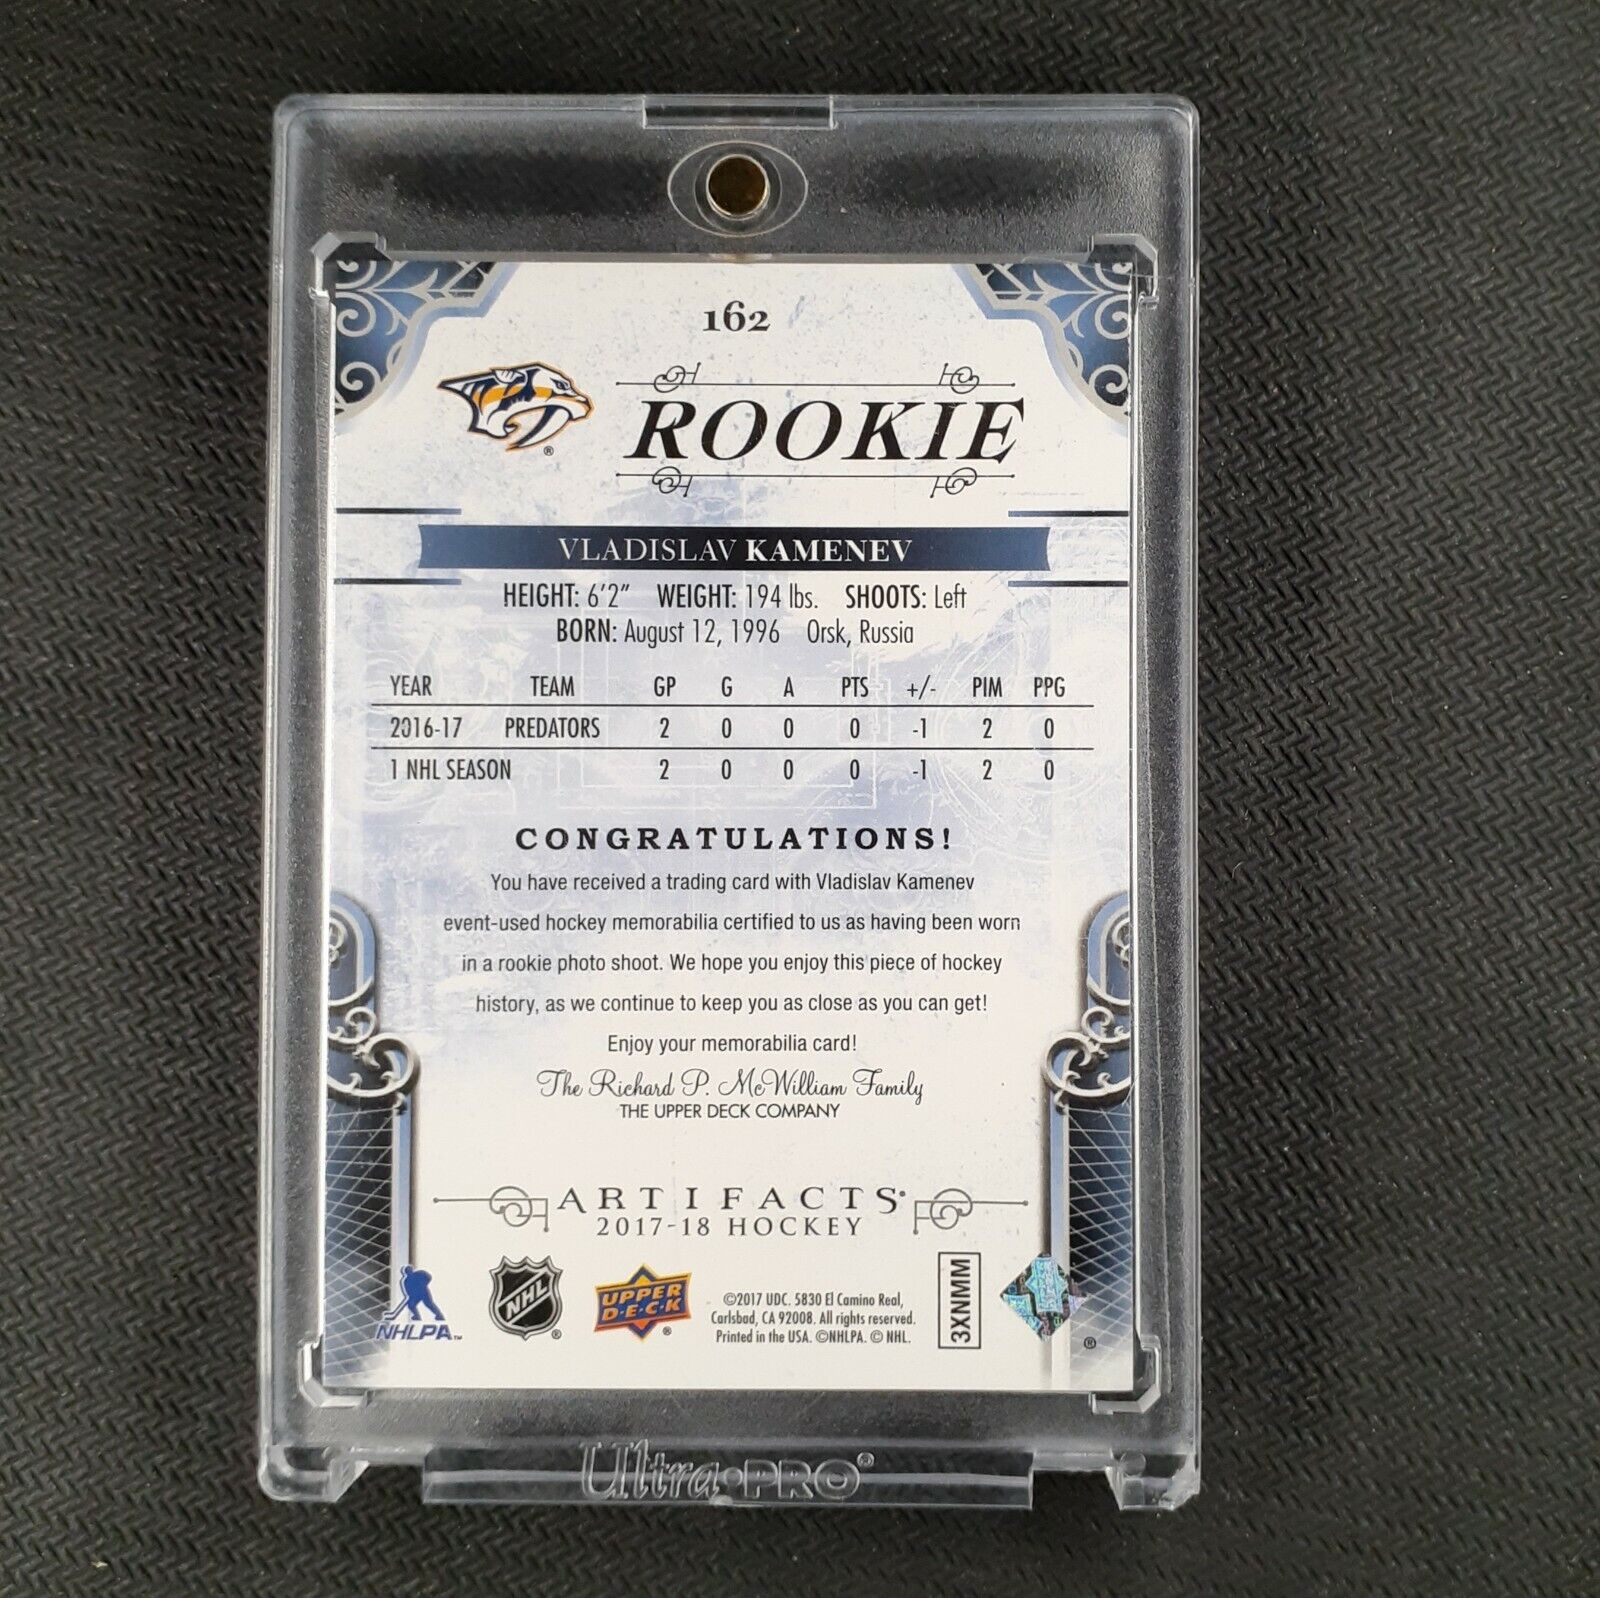 162
ROOKIE
VLADISLAV KAMENEV
HEIGHT: 6'2" WEIGHT: 194 lbs. SHOOTS: Left
BORN: August 12, 1996 Orsk, Russia
YEAR TEAM GP G A PTS +/- PIM PPG
2016-17 PREDATORS 2 0 0 0 -1 2 0
1 NHL SEASON 2 0 0 0 -1 2 0
CONGRATULATIONS!
You have received a trading card with Vladislav Kamenev
event-used hockey memorabilia certified to us as having been worn
in a rookie photo shoot. We hope you enjoy this piece of hockey
history, as we continue to keep you as close as you can get!
Enjoy your memorabilia card!
The Richard P. McWilliam Family
THE UPPER DECK COMPANY
ARTIFACTS®
2017-18 HOCKEY
NHLPA™
NHL®
UPPER DECK®
©2017 UDC. 5830 El Camino Real,
Carlsbad, CA 92008. All rights reserved.
Printed in the USA. ©NHLPA. © NHL.
3XNMM
®
Ultra•PRO®